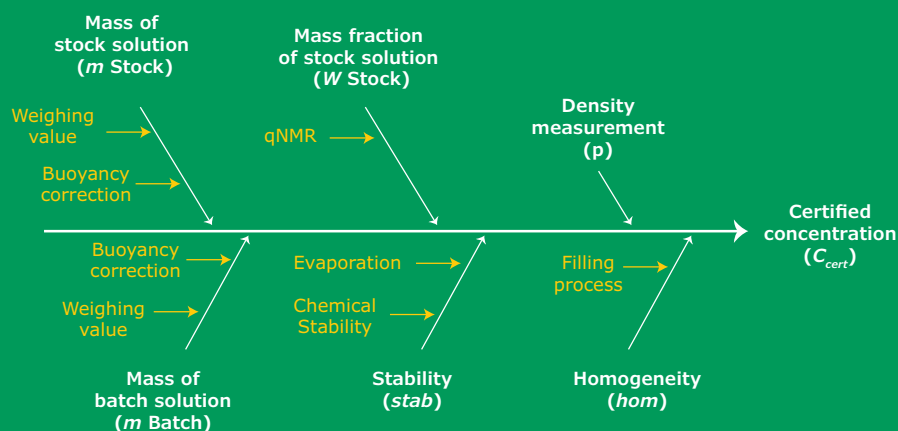 Mass of
stock solution
(m Stock)
Mass fraction
of stock solution
(W Stock)
Density
measurement
(p)
Weighing
value
Buoyancy
correction
qNMR
Certified
concentration
(Ccert)
Buoyancy
correction
Weighing
value
Evaporation
Chemical
Stability
Filling
process
Mass of
batch solution
(m Batch)
Stability
(stab)
Homogeneity
(hom)